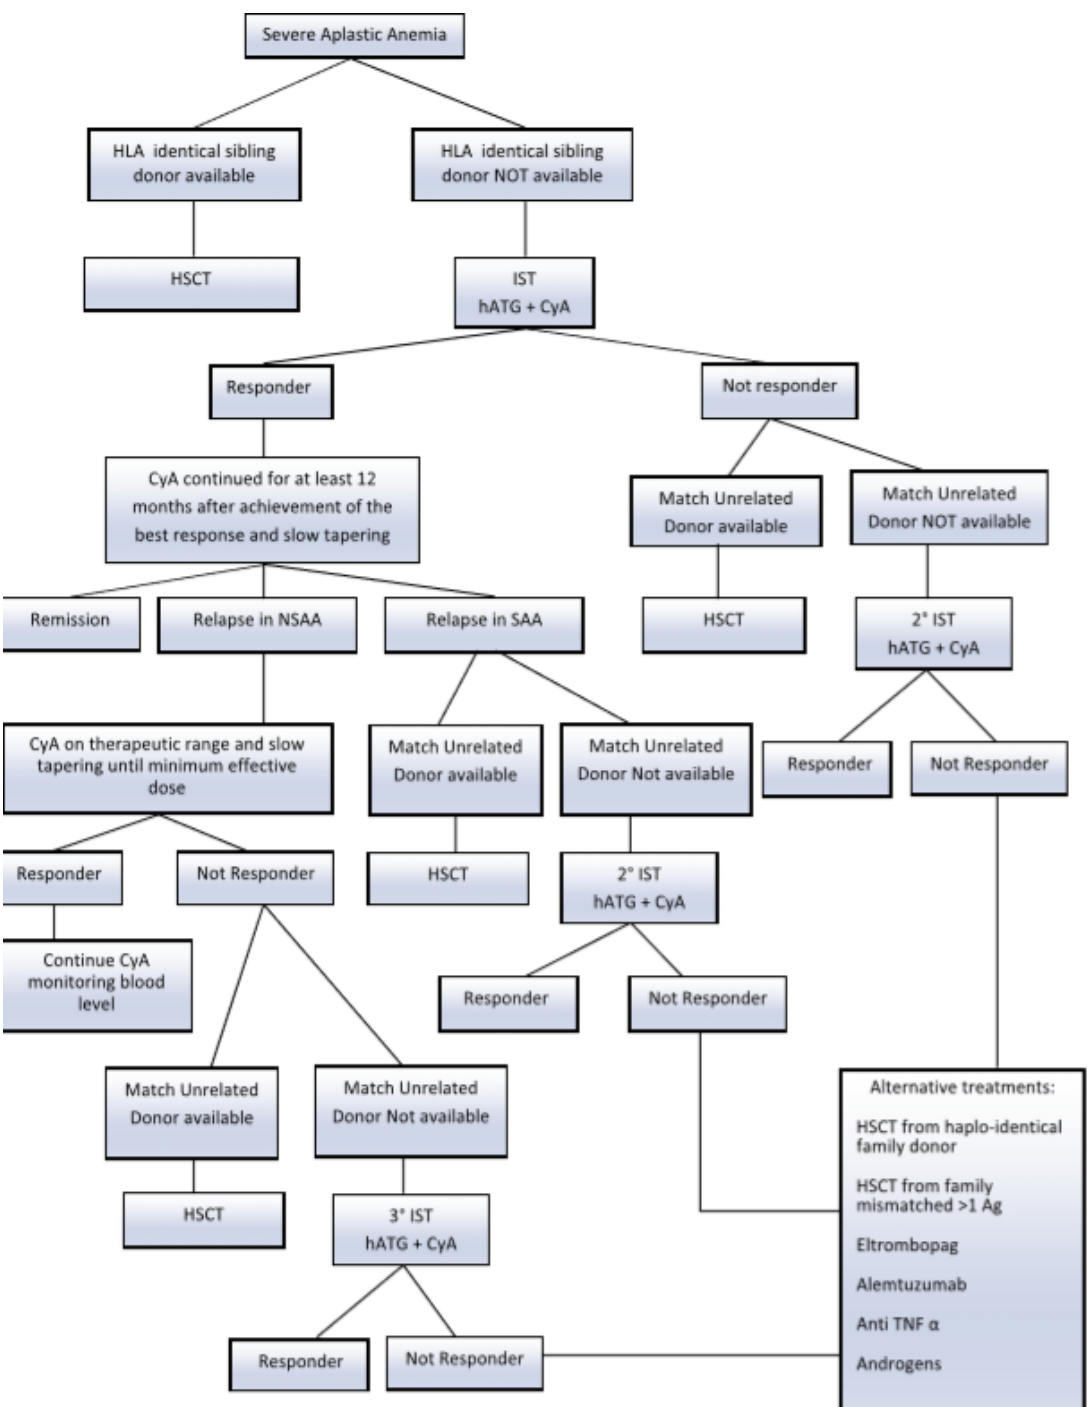 Severe Aplastic Anemia
HLA  identical sibling
donor available
HLA  identical sibling
donor NOT available
HSCT
IST
hATG + CyA
Responder
Not responder
CyA continued for at least 12
months after achievement of the
best response and slow tapering
Match Unrelated
Donor available
Match Unrelated
Donor NOT available
Remission
Relapse in NSAA
Relapse in SAA
HSCT
2° IST
hATG + CyA
CyA on therapeutic range and slow
tapering until minimum effective
dose
Match Unrelated
Donor available
Match Unrelated
Donor Not available
Responder
Not Responder
Responder
Not Responder
HSCT
2° IST
hATG + CyA
Continue CyA
monitoring blood
level
Responder
Not Responder
Match Unrelated
Donor available
Match Unrelated
Donor Not available
HSCT
3° IST
hATG + CyA
Responder
Not Responder
Alternative treatments:
HSCT from haplo-identical
family donor
HSCT from family
mismatched >1 Ag
Eltrombopag
Alemtuzumab
Anti TNF α
Androgens